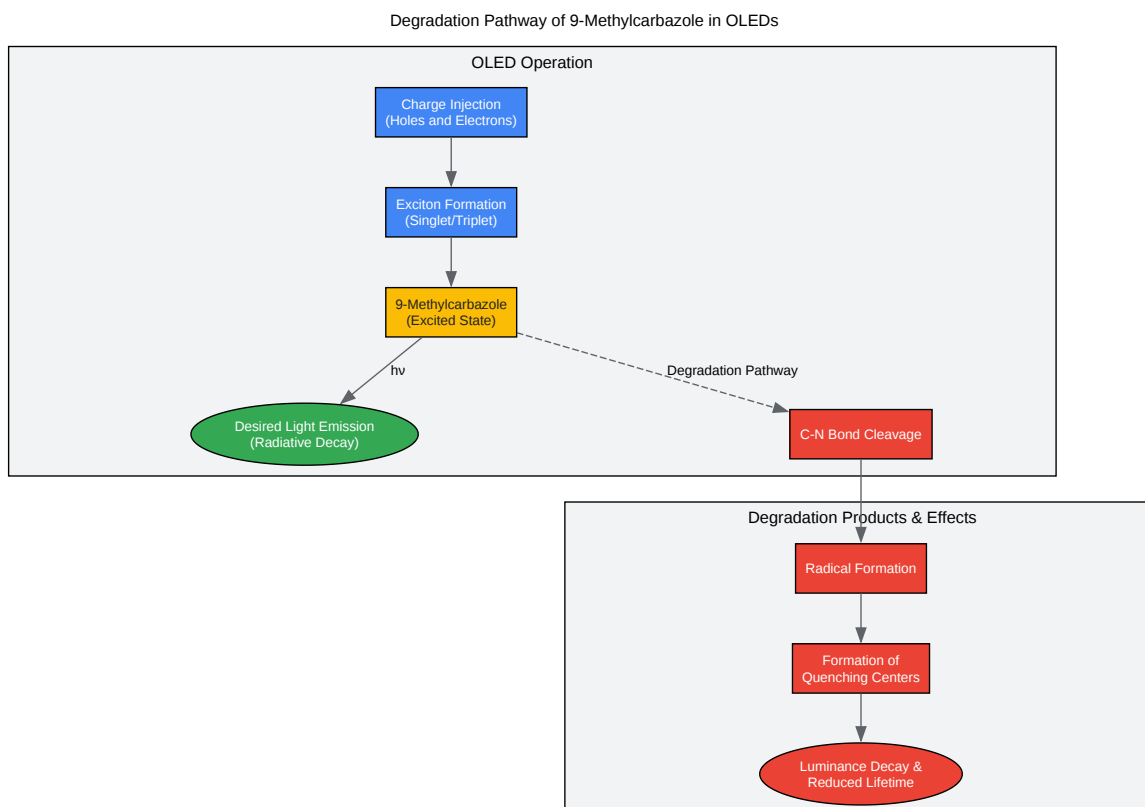 Degradation Pathway of 9-Methylcarbazole in OLEDs
OLED Operation
Charge Injection
(Holes and Electrons)
Exciton Formation
(Singlet/Triplet)
9-Methylcarbazole
(Excited State)
hν
Degradation Pathway
Desired Light Emission
(Radiative Decay)
C-N Bond Cleavage
Degradation Products & Effects
Radical Formation
Formation of
Quenching Centers
Luminance Decay &
Reduced Lifetime